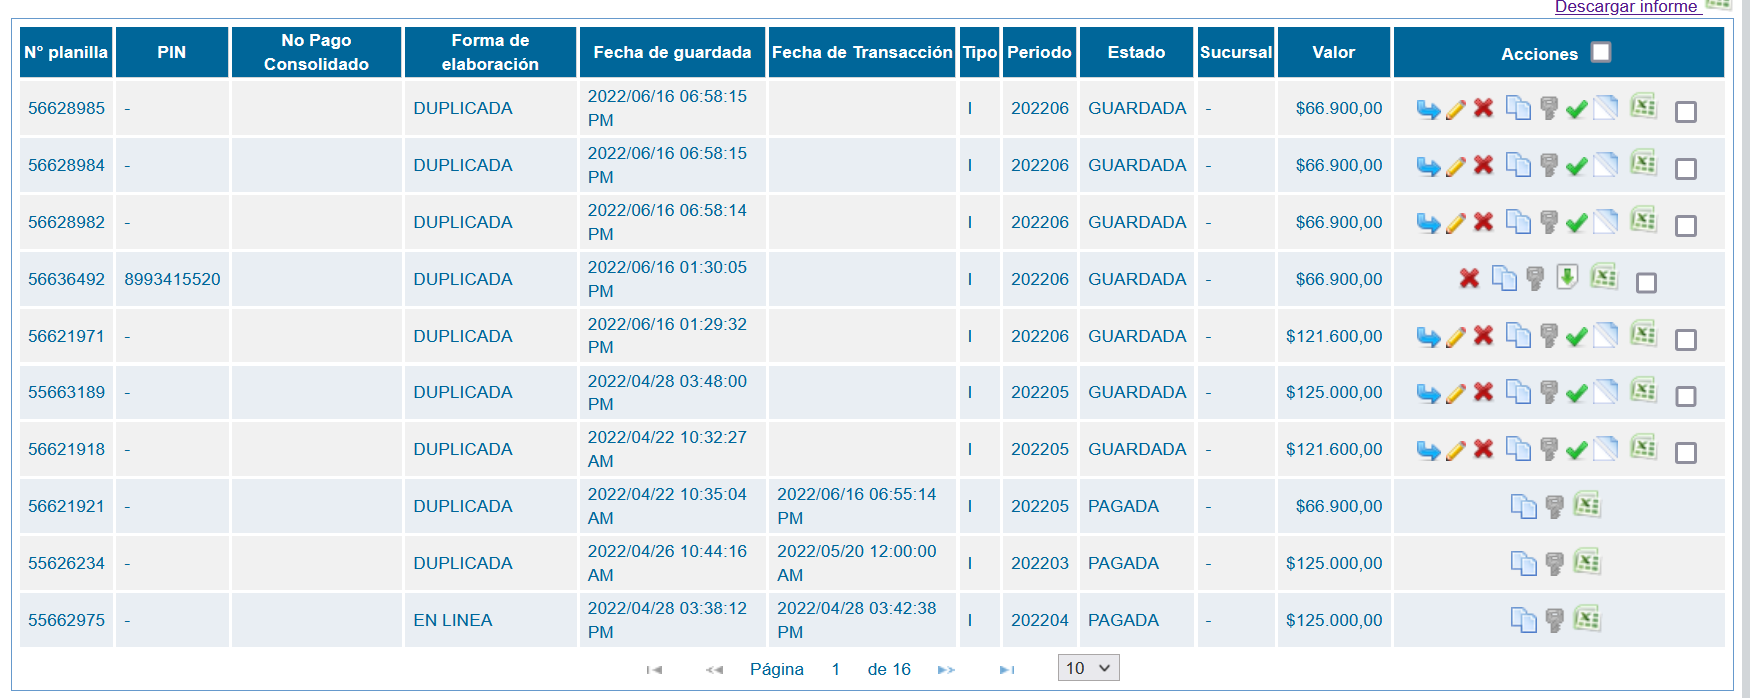 Descargar informe
N° planilla PIN No Pago Consolidado Forma de elaboración Fecha de guardada Fecha de Transacción Tipo Periodo Estado Sucursal Valor Acciones
56628985 - DUPLICADA 2022/06/16 06:58:15 PM I 202206 GUARDADA - $66.900,00
56628984 - DUPLICADA 2022/06/16 06:58:15 PM I 202206 GUARDADA - $66.900,00
56628982 - DUPLICADA 2022/06/16 06:58:14 PM I 202206 GUARDADA - $66.900,00
56636492 8993415520 DUPLICADA 2022/06/16 01:30:05 PM I 202206 GUARDADA - $66.900,00
56621971 - DUPLICADA 2022/06/16 01:29:32 PM I 202206 GUARDADA - $121.600,00
55663189 - DUPLICADA 2022/04/28 03:48:00 PM I 202205 GUARDADA - $125.000,00
56621918 - DUPLICADA 2022/04/22 10:32:27 AM I 202205 GUARDADA - $121.600,00
56621921 - DUPLICADA 2022/04/22 10:35:04 AM 2022/06/16 06:55:14 PM I 202205 PAGADA - $66.900,00
55626234 - DUPLICADA 2022/04/26 10:44:16 AM 2022/05/20 12:00:00 AM I 202203 PAGADA - $125.000,00
55662975 - EN LINEA 2022/04/28 03:38:12 PM 2022/04/28 03:42:38 PM I 202204 PAGADA - $125.000,00
Página 1 de 16 10